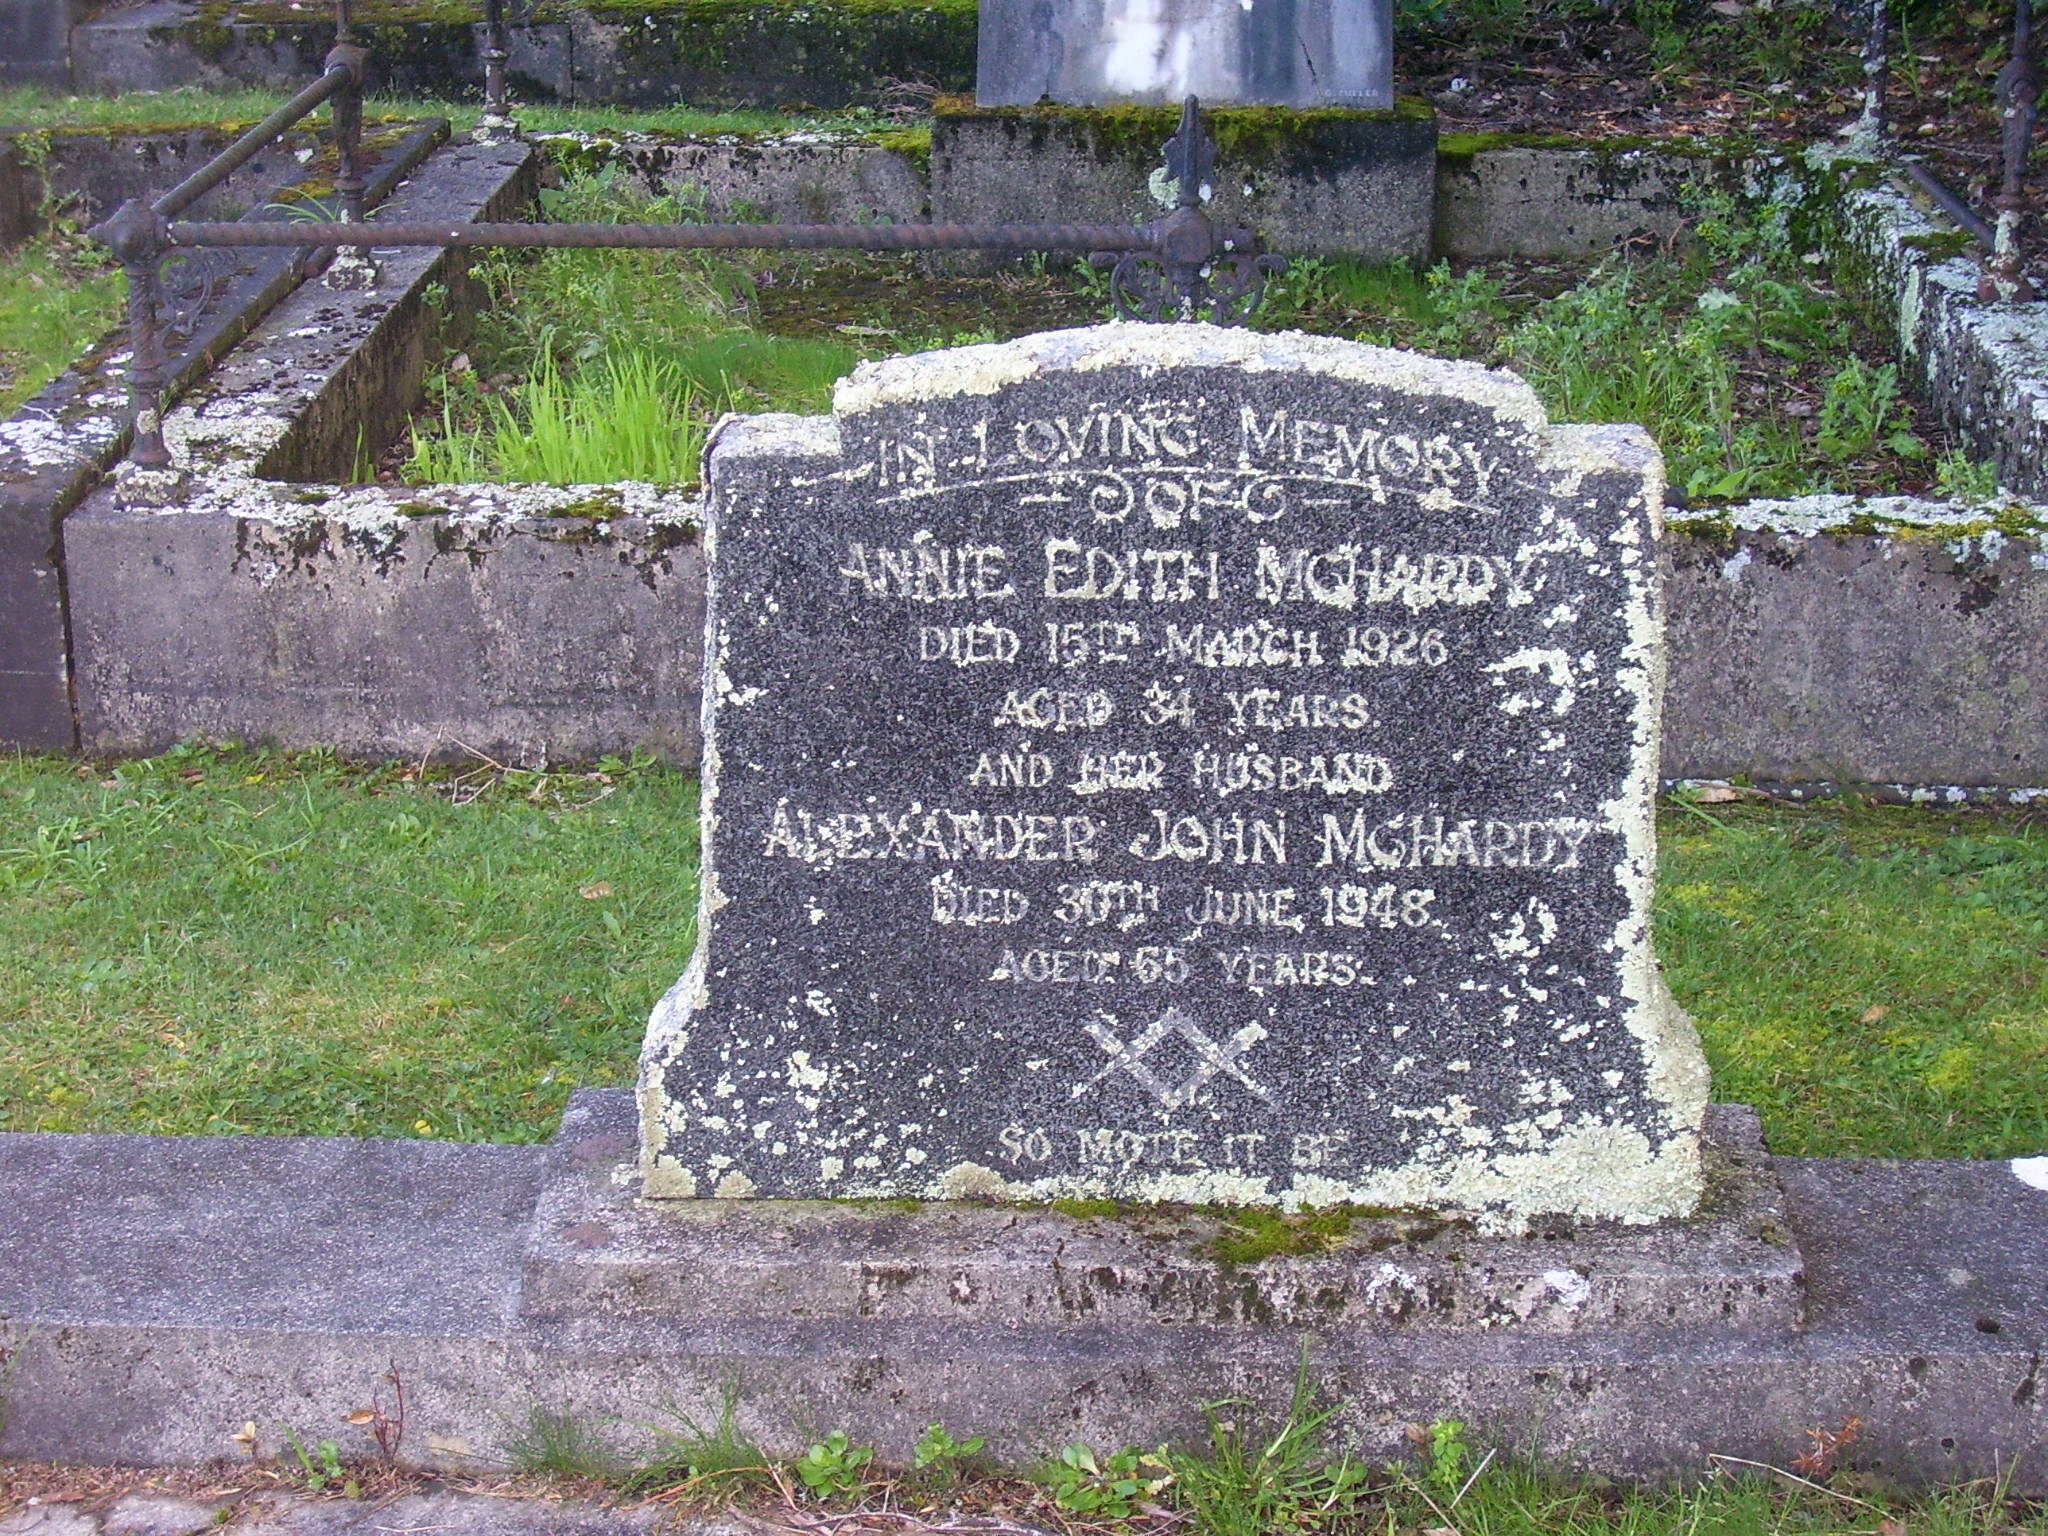 G. FULLER
IN LOVING MEMORY
OF
ANNIE EDITH MCHARDY
DIED 15TH MARCH 1926
AGED 34 YEARS.
AND HER HUSBAND
ALEXANDER JOHN MCHARDY
DIED 30TH JUNE 1948.
AGED 65 YEARS.
SO MOTE IT BE